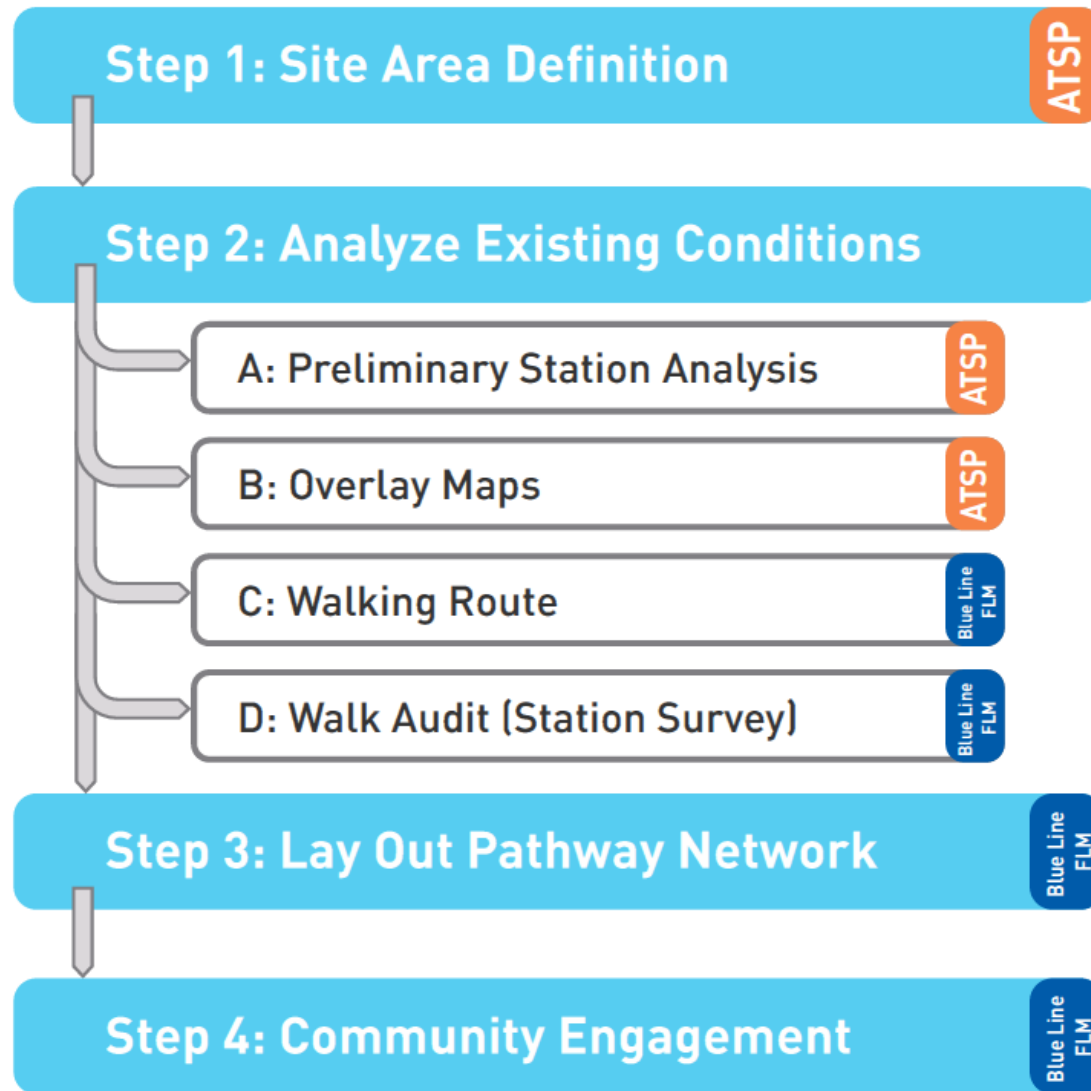 Step 1: Site Area Definition
ATSP
Step 2: Analyze Existing Conditions
A: Preliminary Station Analysis
ATSP
B: Overlay Maps
ATSP
C: Walking Route
Blue Line
FLM
D: Walk Audit (Station Survey)
Blue Line
FLM
Step 3: Lay Out Pathway Network
Blue Line
FLM
Step 4: Community Engagement
Blue Line
FLM